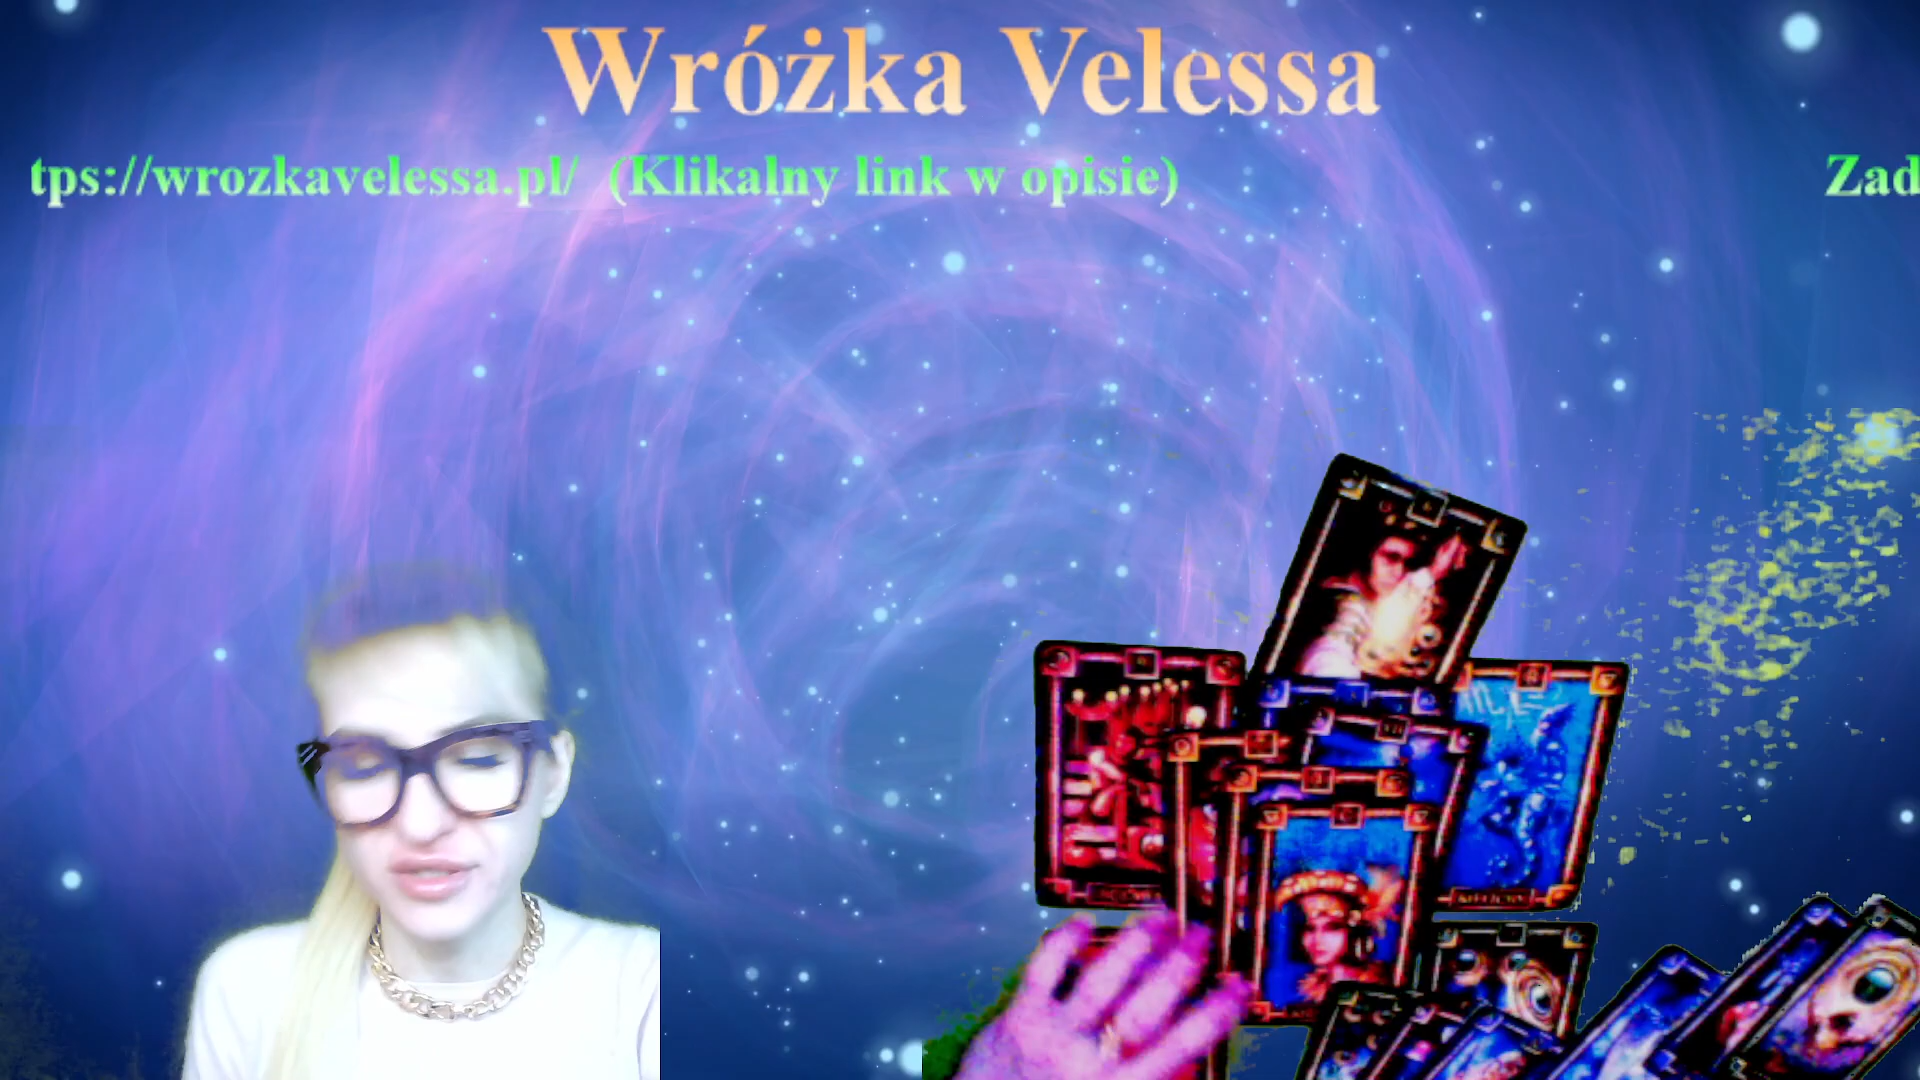 Wróżka Velessa
tps://wrozkavelessa.pl/ (Klikalny link w opisie) Zad